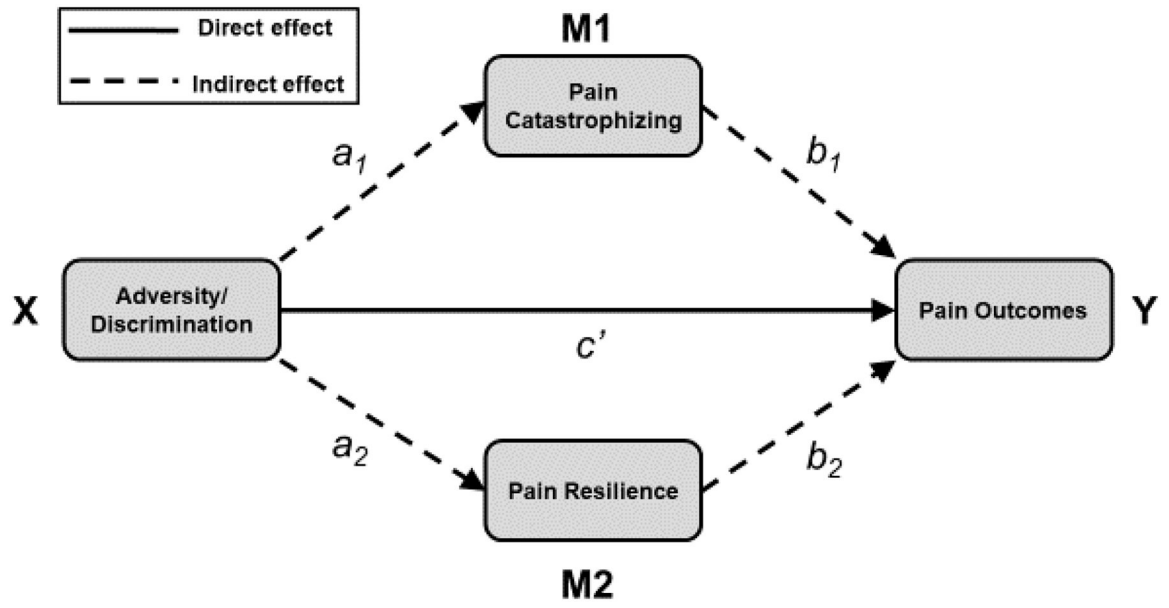 Direct effect
Indirect effect
M1
Pain
Catastrophizing
a1
b1
X
Adversity/
Discrimination
Pain Outcomes
Y
c’
a2
b2
Pain Resilience
M2